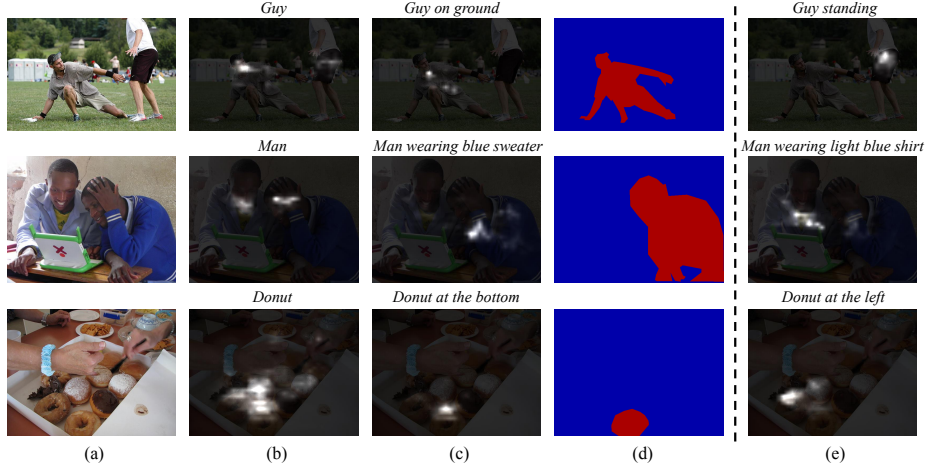 Guy
Guy on ground
Guy standing
Man
Man wearing blue sweater
Man wearing light blue shirt
Donut
Donut at the bottom
Donut at the left
(a)
(b)
(c)
(d)
(e)